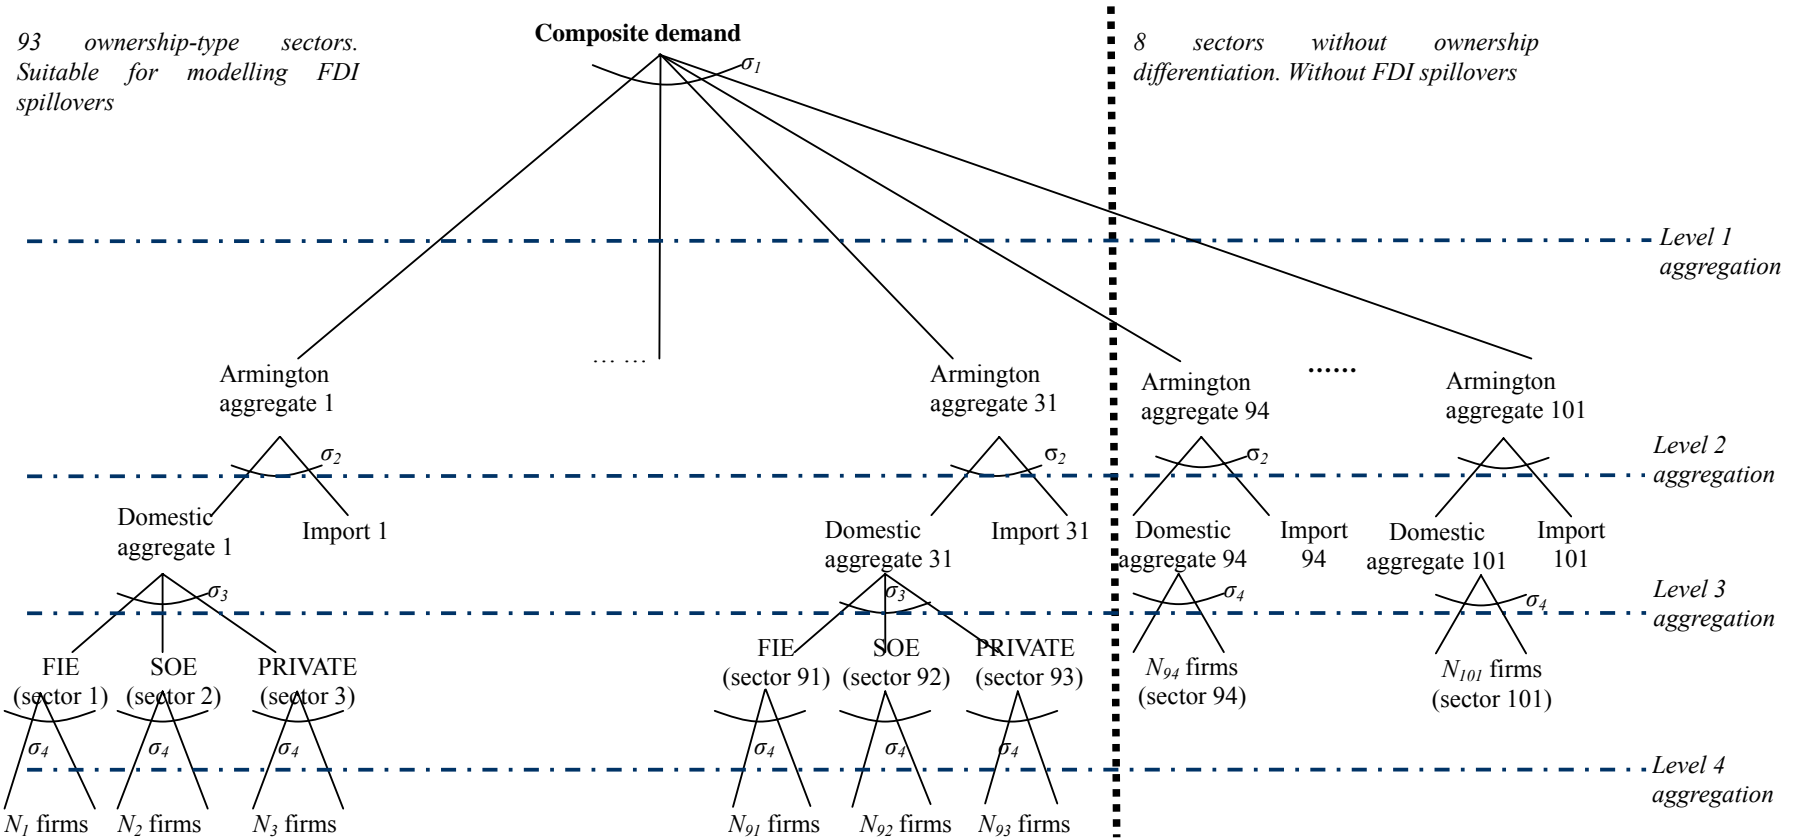 93 ownership-type sectors.
Suitable for modelling FDI
spillovers
Composite demand
σ1
8 sectors without ownership
differentiation. Without FDI spillovers
Level 1
aggregation
Armington
aggregate 1
... ...
Armington
aggregate 31
Armington
aggregate 94
......
Armington
aggregate 101
σ2
σ2
σ2
Level 2
aggregation
Domestic
aggregate 1
Import 1
Domestic
aggregate 31
Import 31
Domestic
aggregate 94
Import
94
Domestic
aggregate 101
Import
101
σ3
σ3
σ4
σ4
Level 3
aggregation
FIE
(sector 1)
SOE
(sector 2)
PRIVATE
(sector 3)
FIE
(sector 91)
SOE
(sector 92)
PRIVATE
(sector 93)
N94 firms
(sector 94)
N101 firms
(sector 101)
σ4
σ4
σ4
σ4
σ4
σ4
Level 4
aggregation
N1 firms
N2 firms
N3 firms
N91 firms
N92 firms
N93 firms